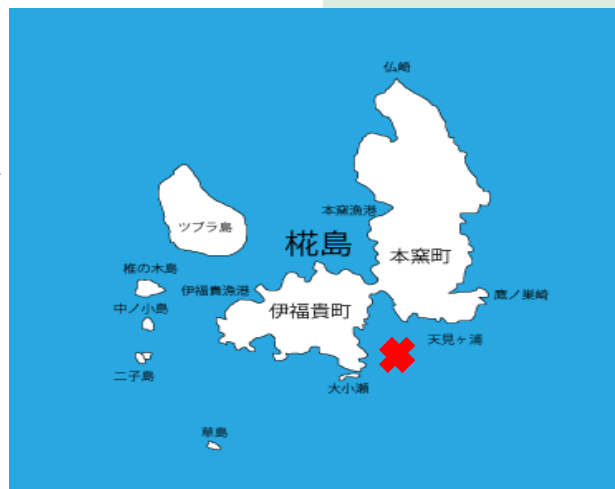 仏崎
本窯漁港
ツブラ島
椛島
本窯町
椎の木島
伊福貴漁港
鷹ノ巣崎
中ノ小島
伊福貴町
天見ヶ浦
二子島
大小瀬
草島